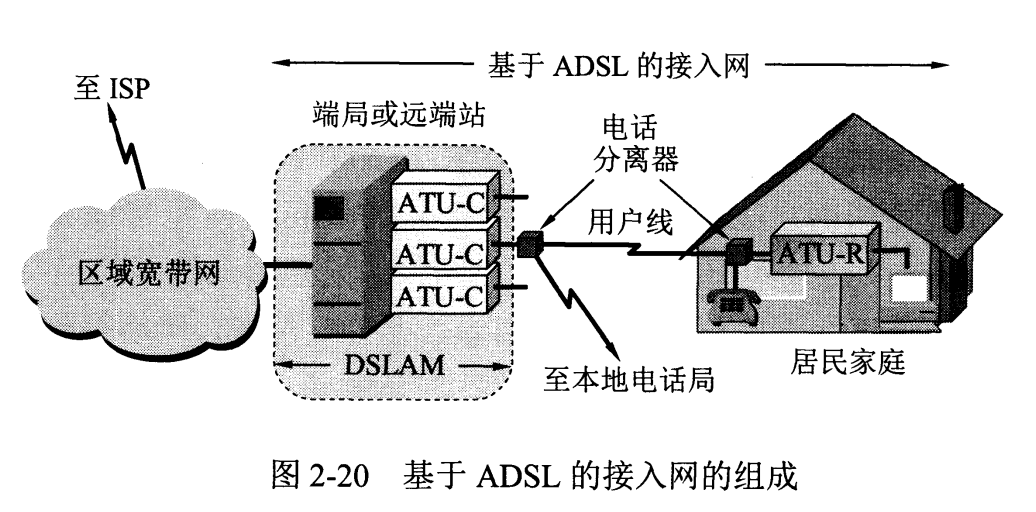 基于 ADSL 的接入网
至 ISP
端局或远端站
电话
分离器
ATU-C
用户线
ATU-C
ATU-R
区域宽带网
ATU-C
DSLAM
至本地电话局
居民家庭
图 2-20 基于 ADSL 的接入网的组成